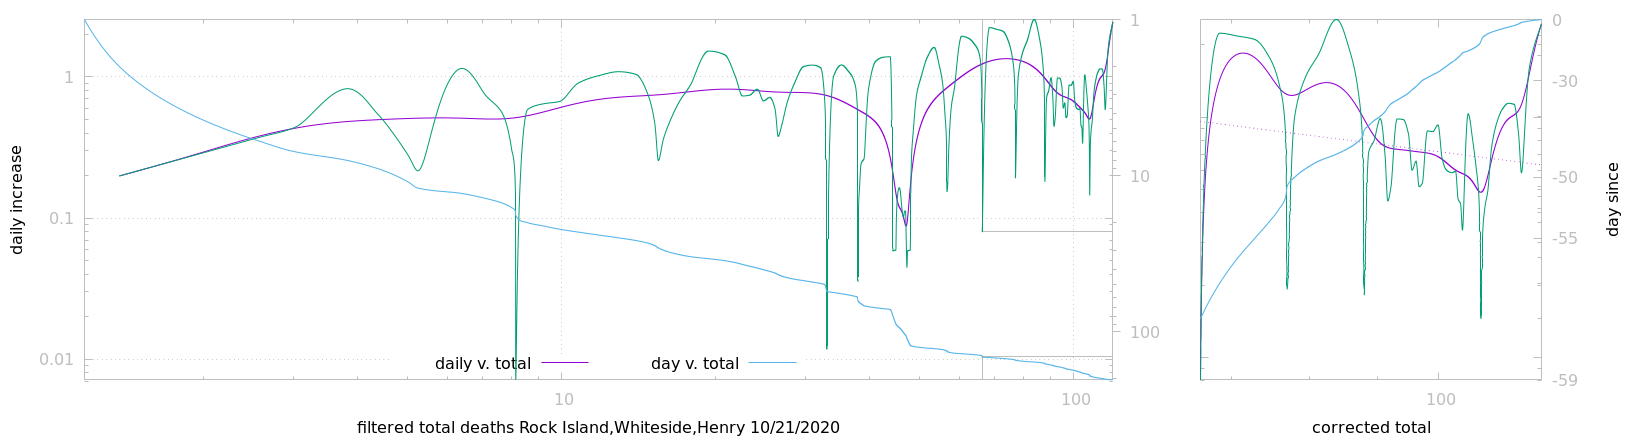 1
0
1
-30
10
0.1
-50
-55
100
0.01
-59
daily v. total
day v. total
10
100
100
filtered total deaths Rock Island,Whiteside,Henry 10/21/2020
corrected total
daily increase
day since